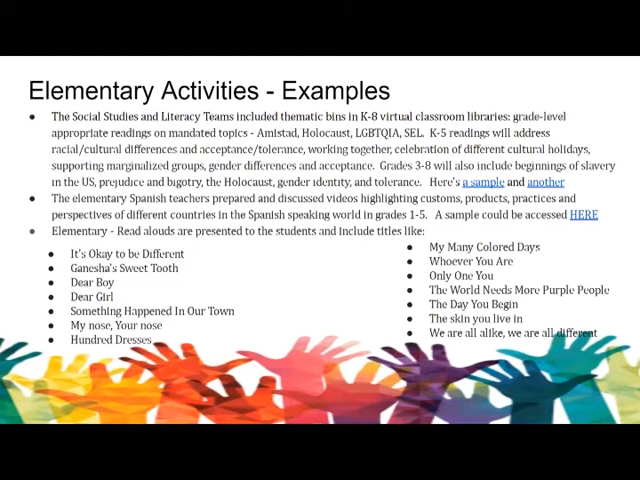 Elementary Activities - Examples
● The Social Studies and Literacy Teams included thematic bins in K-8 virtual classroom libraries: grade-level
appropriate readings on mandated topics - Amistad, Holocaust, LGBTQIA, SEL. K-5 readings will address
racial/cultural differences and acceptance/tolerance, working together, celebration of different cultural holidays,
supporting marginalized groups, gender differences and acceptance. Grades 3-8 will also include beginnings of slavery
in the US, prejudice and bigotry, the Holocaust, gender identity, and tolerance. Here's a sample and another
● The elementary Spanish teachers prepared and discussed videos highlighting customs, products, practices and
perspectives of different countries in the Spanish speaking world in grades 1-5. A sample could be accessed HERE
● Elementary - Read alouds are presented to the students and include titles like:
● It's Okay to be Different
● Ganesha's Sweet Tooth
● Dear Boy
● Dear Girl
● Something Happened In Our Town
● My nose, Your nose
● Hundred Dresses
● My Many Colored Days
● Whoever You Are
● Only One You
● The World Needs More Purple People
● The Day You Begin
● The skin you live in
● We are all alike, we are all different